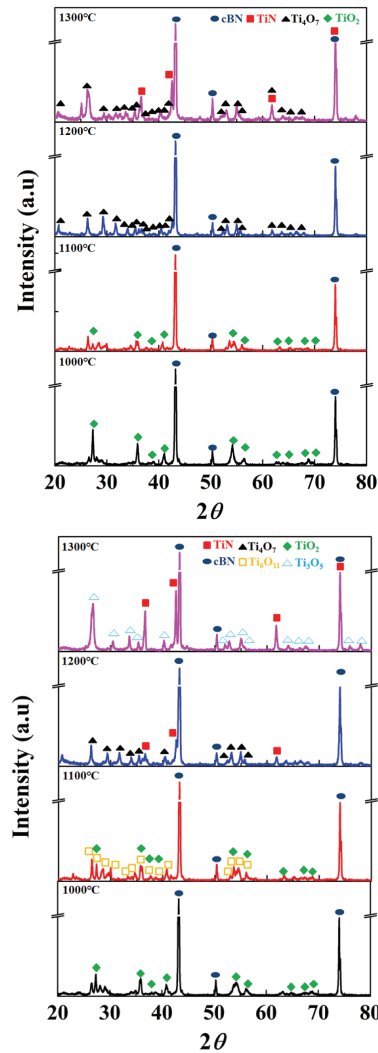 1300℃
cBN TiN Ti₄O₇ TiO₂
1200℃
1100℃
1000℃
Intensity (a.u)
20 30 40 50 60 70 80
2θ
TiN Ti₄O₇ TiO₂
1300℃
cBN Ti₆O₁₁ Ti₃O₅
1200℃
1100℃
1000℃
Intensity (a.u)
20 30 40 50 60 70 80
2θ